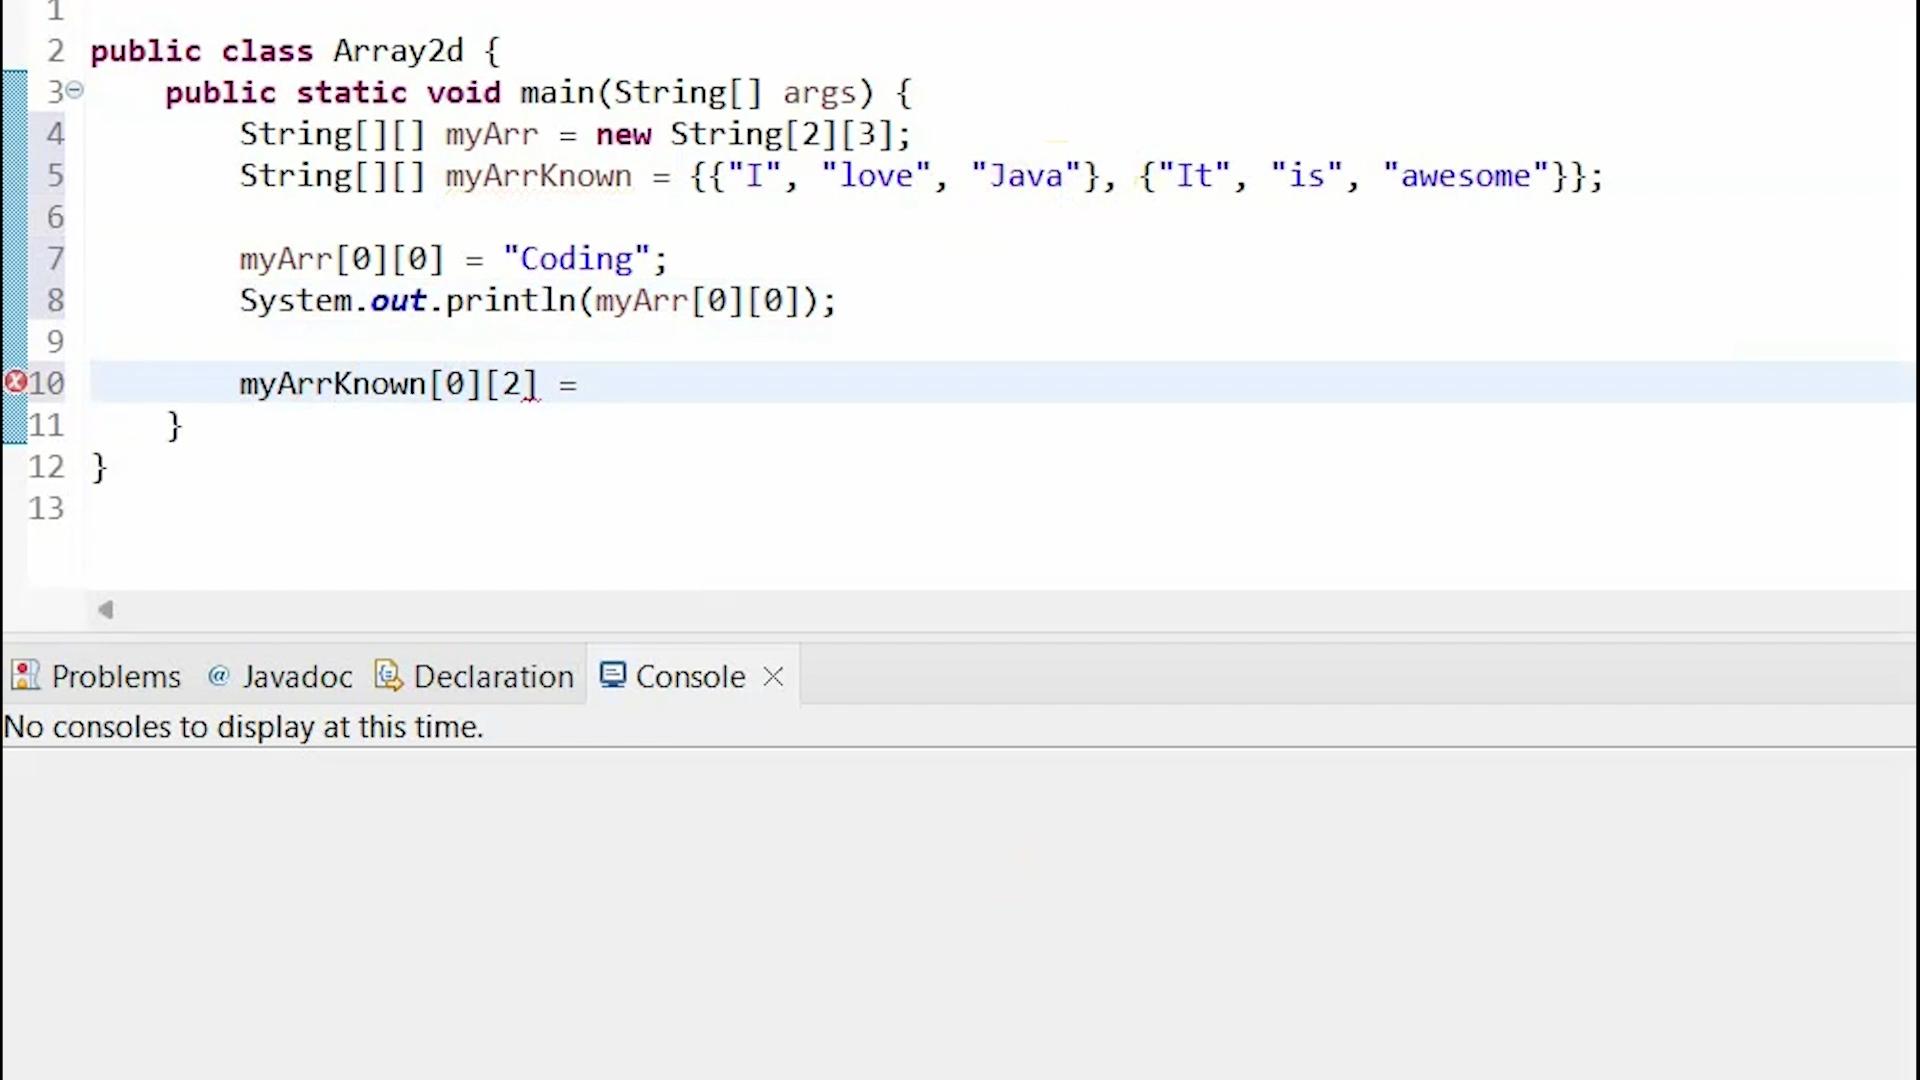 1
2 public class Array2d {
3 public static void main(String[] args) {
4 String[][] myArr = new String[2][3];
5 String[][] myArrKnown = {{"I", "love", "Java"}, {"It", "is", "awesome"}};
6
7 myArr[0][0] = "Coding";
8 System.out.println(myArr[0][0]);
9
10 myArrKnown[0][2] =
11 }
12 }
13
Problems @ Javadoc Declaration Console
No consoles to display at this time.